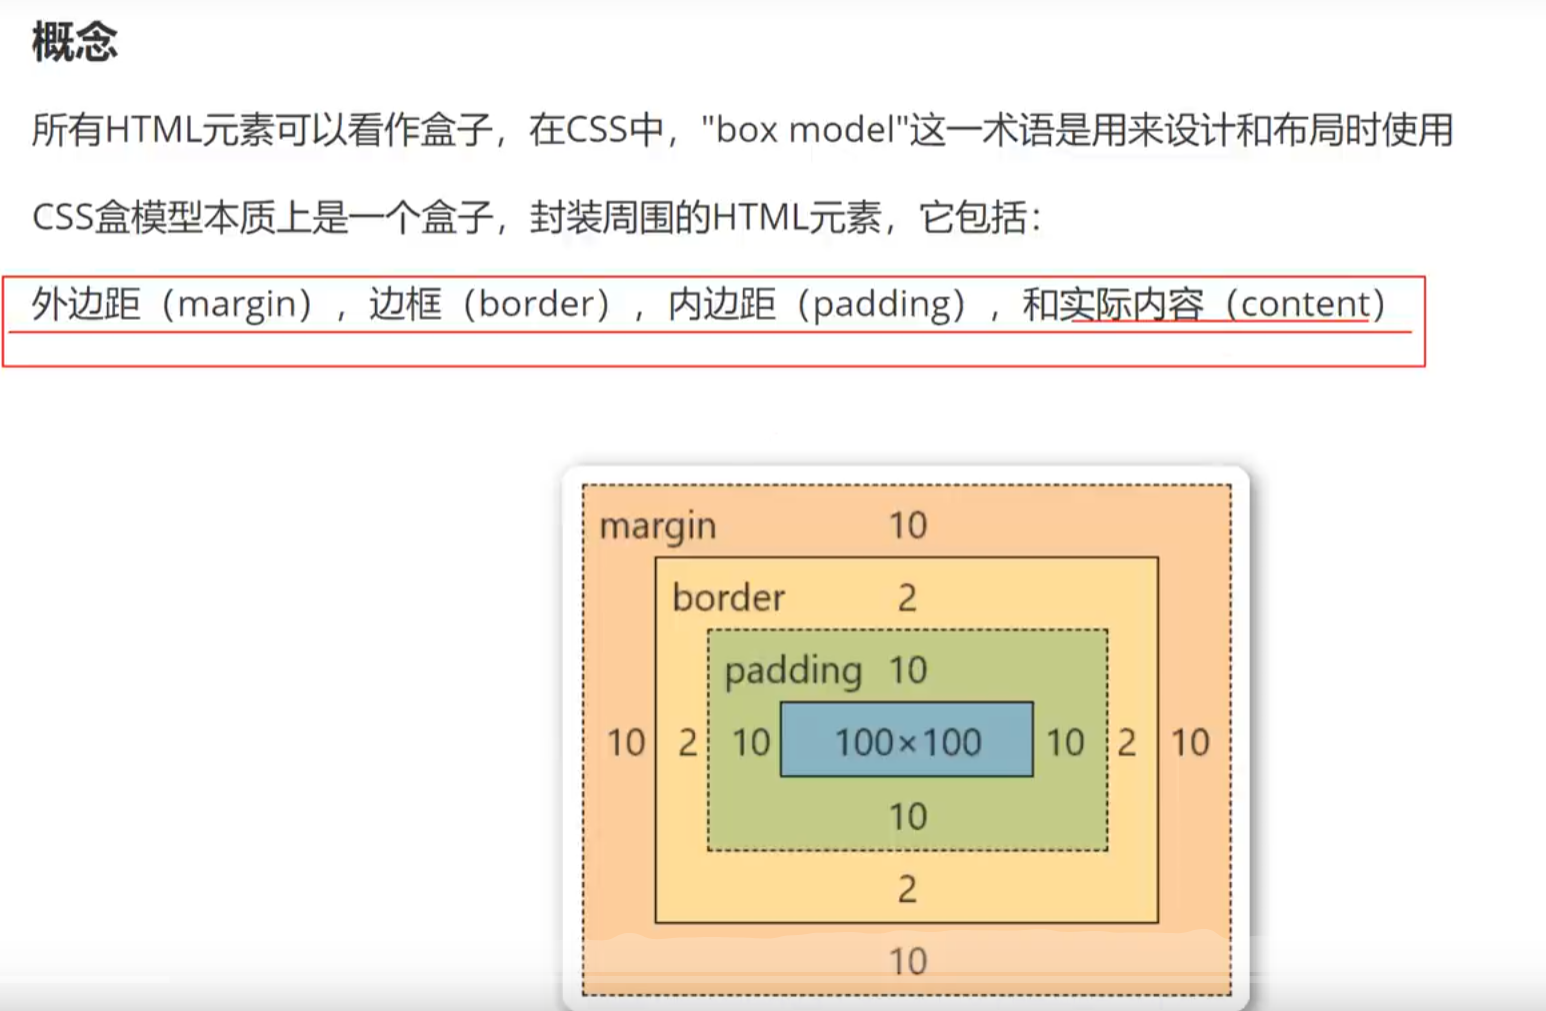 概念
所有HTML元素可以看作盒子，在CSS中，"box model"这一术语是用来设计和布局时使用
CSS盒模型本质上是一个盒子，封装周围的HTML元素，它包括：
外边距（margin），边框（border），内边距（padding），和实际内容（content）
margin 10
border 2
padding 10
10 2 10 100×100 10 2 10
10
2
10